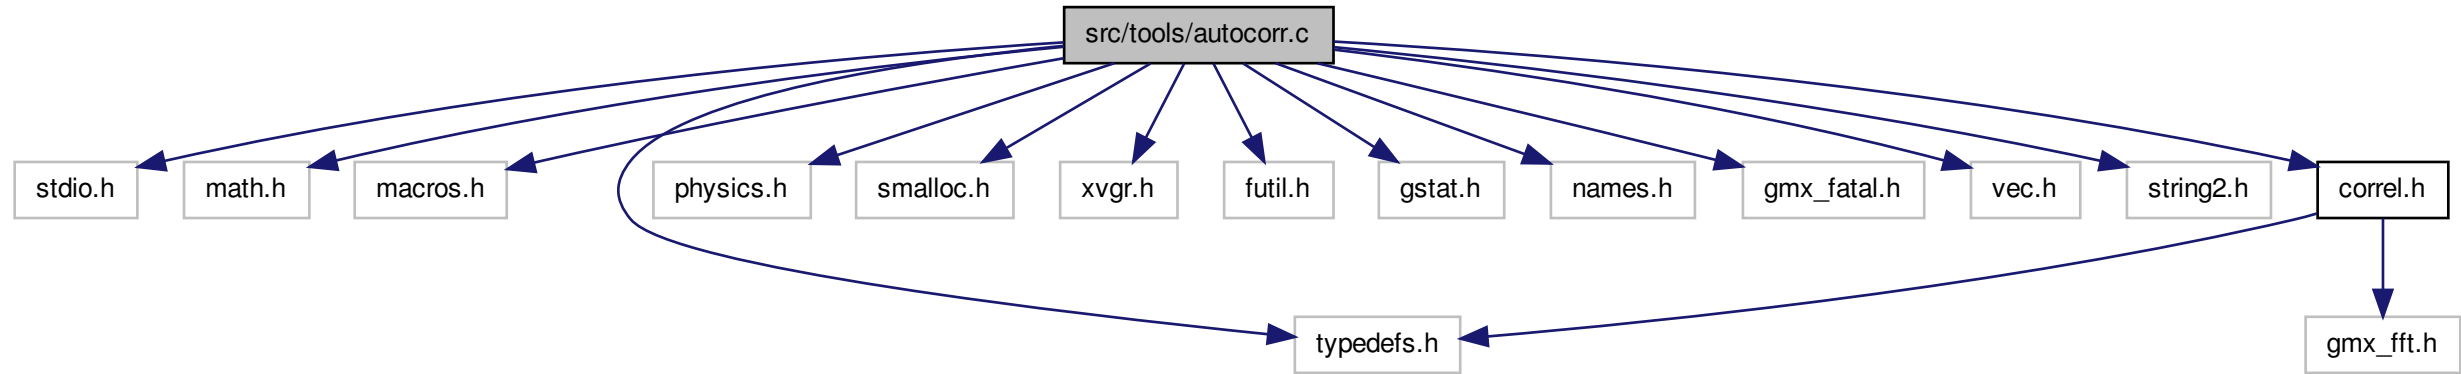 src/tools/autocorr.c
stdio.h
math.h
macros.h
physics.h
smalloc.h
xvgr.h
futil.h
gstat.h
names.h
gmx_fatal.h
vec.h
string2.h
correl.h
typedefs.h
gmx_fft.h